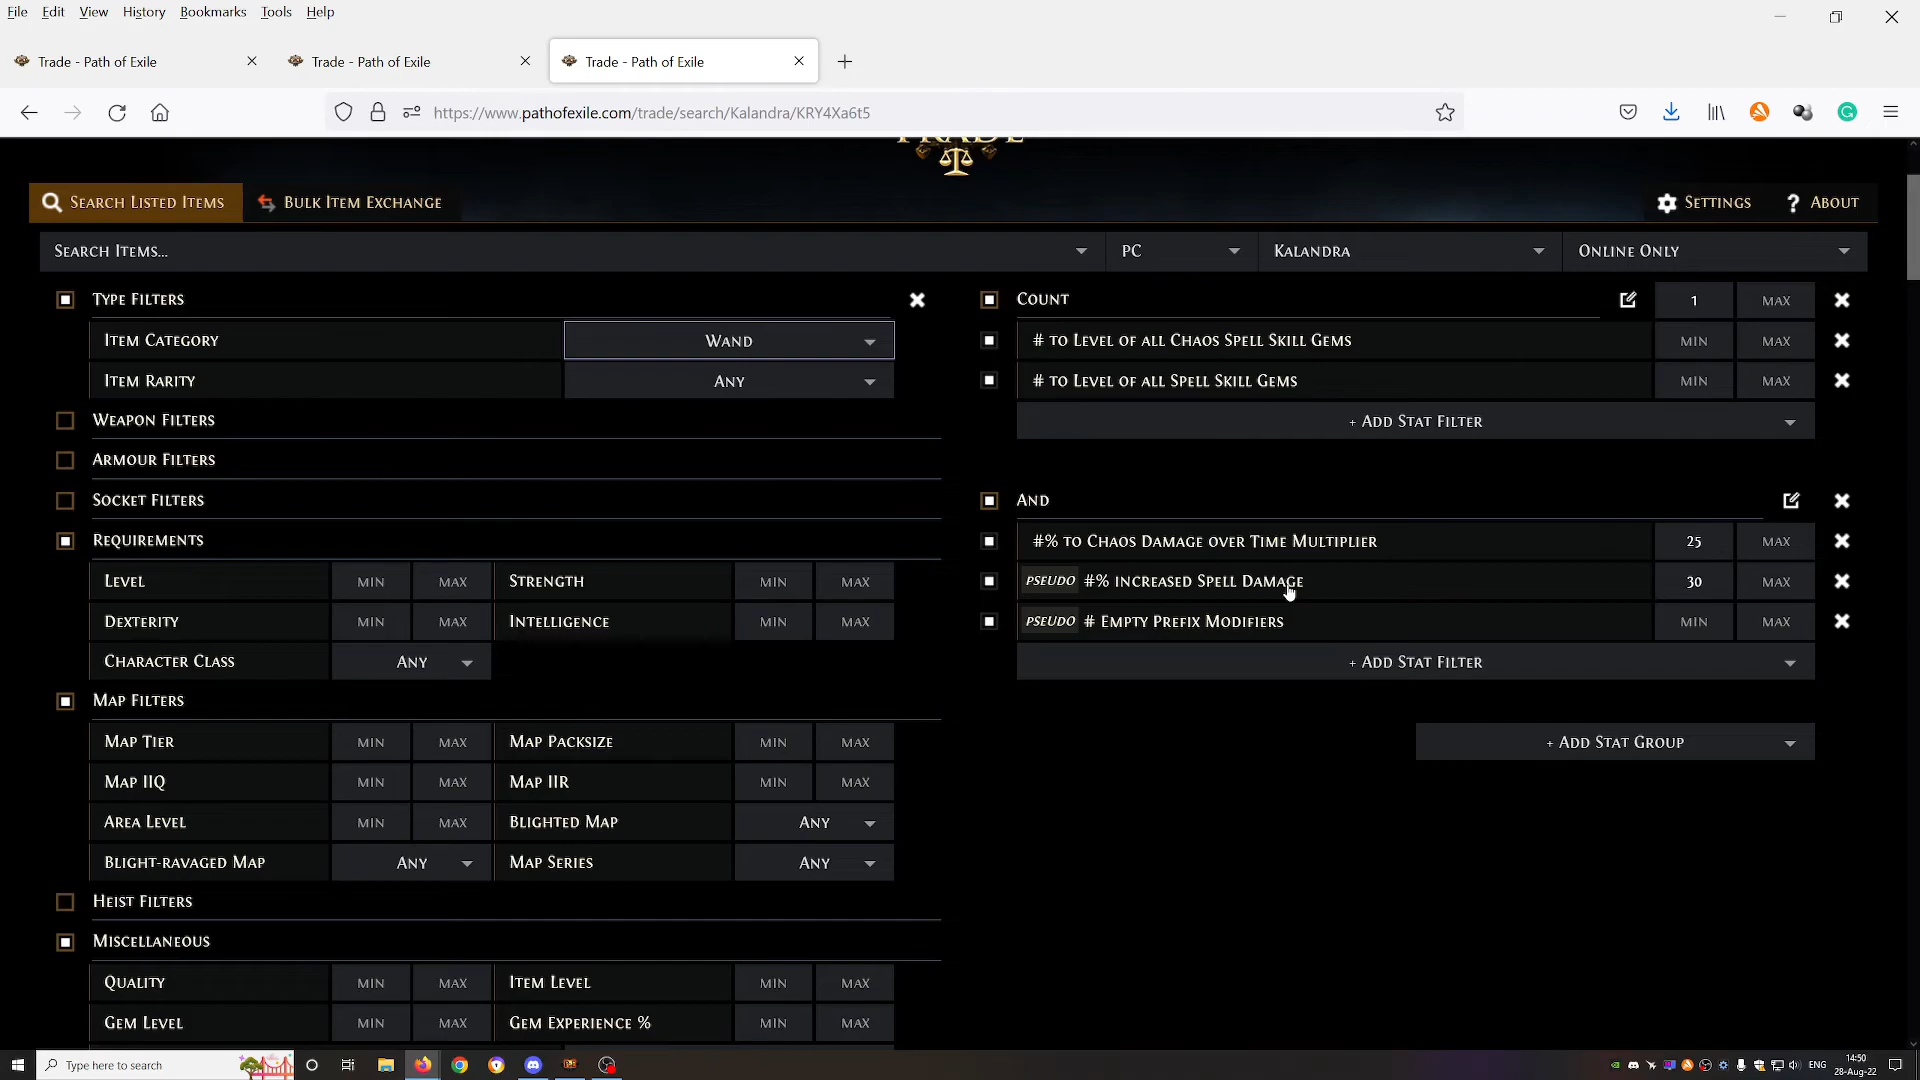 File Edit View History Bookmarks Tools Help
Trade - Path of Exile Trade - Path of Exile Trade - Path of Exile
https://www.pathofexile.com/trade/search/Kalandra/KRY4Xa6t5
TRADE
Search Listed Items Bulk Item Exchange Settings ? About
Search Items... PC Kalandra Online Only
Type Filters
Item Category Wand
Item Rarity Any
Weapon Filters
Armour Filters
Socket Filters
Requirements
Level MIN MAX Strength MIN MAX
Dexterity MIN MAX Intelligence MIN MAX
Character Class Any
Map Filters
Map Tier MIN MAX Map Packsize MIN MAX
Map IIQ MIN MAX Map IIR MIN MAX
Area Level MIN MAX Blighted Map Any
Blight-ravaged Map Any Map Series Any
Heist Filters
Miscellaneous
Quality MIN MAX Item Level MIN MAX
Gem Level MIN MAX Gem Experience % MIN MAX
Count 1 MAX
# to Level of all Chaos Spell Skill Gems MIN MAX
# to Level of all Spell Skill Gems MIN MAX
+ Add Stat Filter
And
#% to Chaos Damage over Time Multiplier 25 MAX
PSEUDO #% increased Spell Damage 30 MAX
PSEUDO # Empty Prefix Modifiers MIN MAX
+ Add Stat Filter
+ Add Stat Group
Type here to search ENG 14:50
28-Aug-22